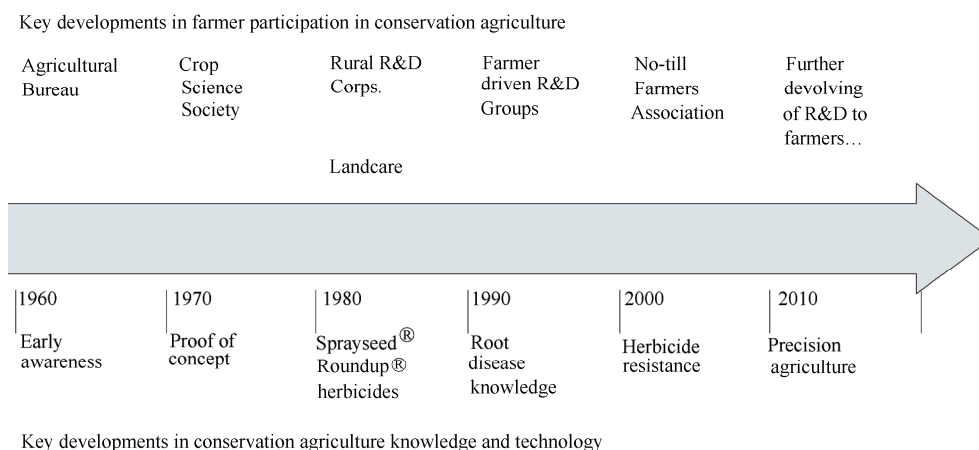 Key developments in farmer participation in conservation agriculture
Agricultural
Bureau
Crop
Science
Society
Rural R&D
Corps.
Landcare
Farmer
driven R&D
Groups
No-till
Farmers
Association
Further
devolving
of R&D to
farmers…
1960
1970
1980
1990
2000
2010
Early
awareness
Proof of
concept
Sprayseed®
Roundup®
herbicides
Root
disease
knowledge
Herbicide
resistance
Precision
agriculture
Key developments in conservation agriculture knowledge and technology